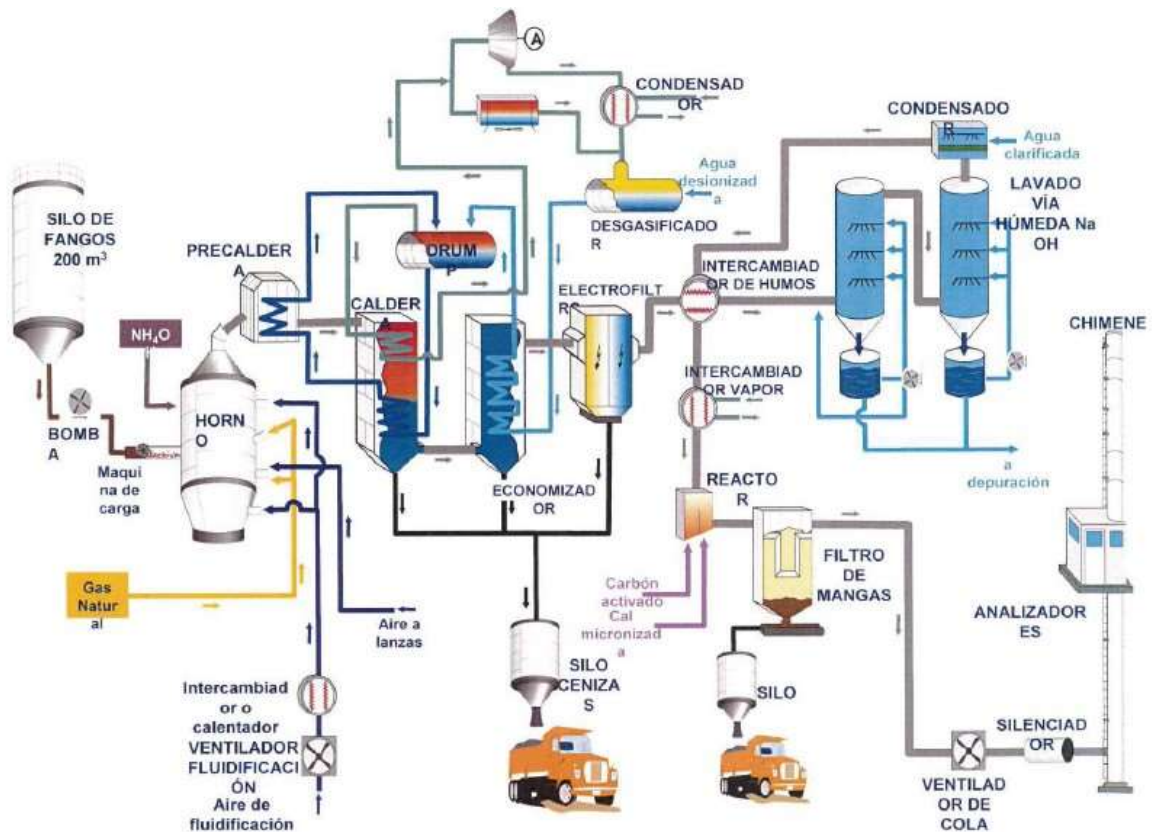 A
CONDENSAD
OR
CONDENSADO
R
Agua
clarificada
Agua
desionizad
a
DESGASIFICADO
R
LAVADO
VÍA
HÚMEDA Na
OH
SILO DE
FANGOS
200 m³
PRECALDER
A
DRUM
P
INTERCAMBIAD
OR DE HUMOS
ELECTROFILT
CALDER
A
CHIMENE
A
NH₄O
INTERCAMBIAD
OR VAPOR
HORN
O
BOMB
A
Maqui
na de
carga
a
depuración
REACTO
R
ECONOMIZAD
OR
FILTRO
DE
MANGAS
Gas
Natur
al
Carbón
activado
Cal
micronizad
a
Aire a
lanzas
ANALIZADOR
ES
SILO
CENIZA
S
SILO
Intercambiad
or o
calentador
VENTILADOR
FLUIDIFICACI
ÓN
Aire de
fluidificación
SILENCIAD
OR
VENTILAD
OR DE
COLA